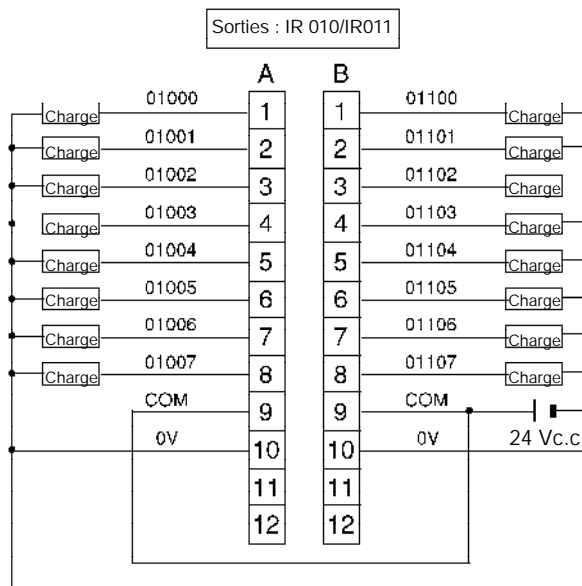 Sorties : IR 010/IR011
A B
Charge 01000 1 1 01100 Charge
Charge 01001 2 2 01101 Charge
Charge 01002 3 3 01102 Charge
Charge 01003 4 4 01103 Charge
Charge 01004 5 5 01104 Charge
Charge 01005 6 6 01105 Charge
Charge 01006 7 7 01106 Charge
Charge 01007 8 8 01107 Charge
COM 9 9 COM
0V 10 10 0V 24 Vc.c
11 11
12 12